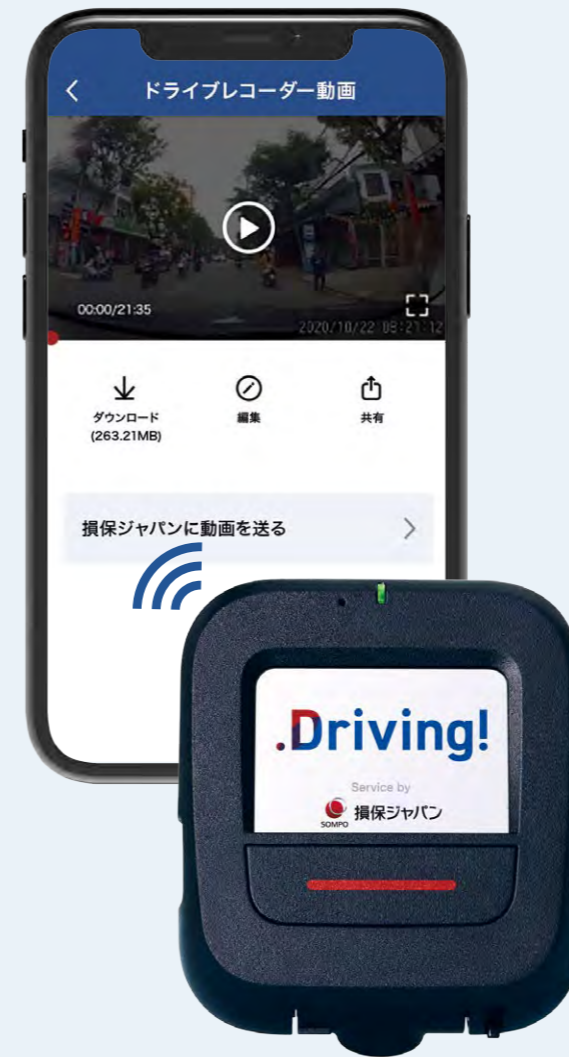 ドライブレコーダー動画
00:00/21:35
2020/10/22 08:21:12
ダウンロード
(263.21MB)
編集
共有
損保ジャパンに動画を送る
.Driving!
Service by
SOMPO 損保ジャパン